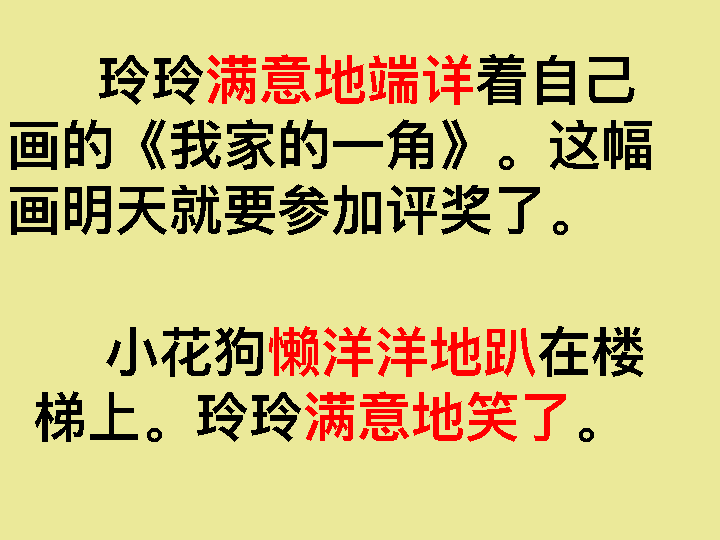 玲玲满意地端详着自己
画的《我家的一角》。这幅
画明天就要参加评奖了。
小花狗懒洋洋地趴在楼
梯上。玲玲满意地笑了。